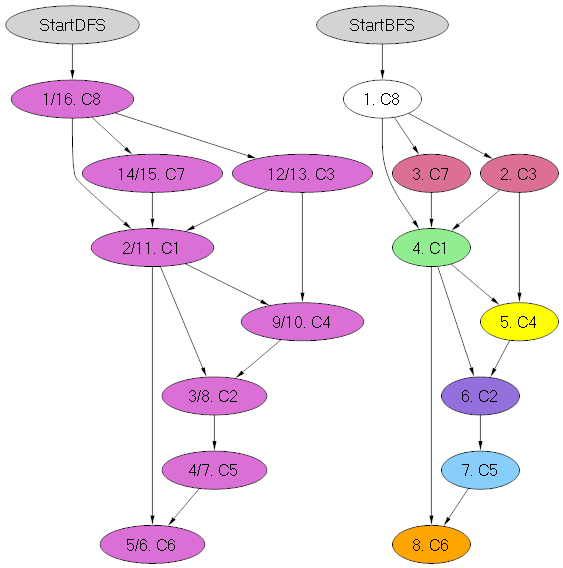 StartDFS
StartBFS
1/16. C8
1. C8
14/15. C7
12/13. C3
3. C7
2. C3
2/11. C1
4. C1
9/10. C4
5. C4
3/8. C2
6. C2
4/7. C5
7. C5
5/6. C6
8. C6